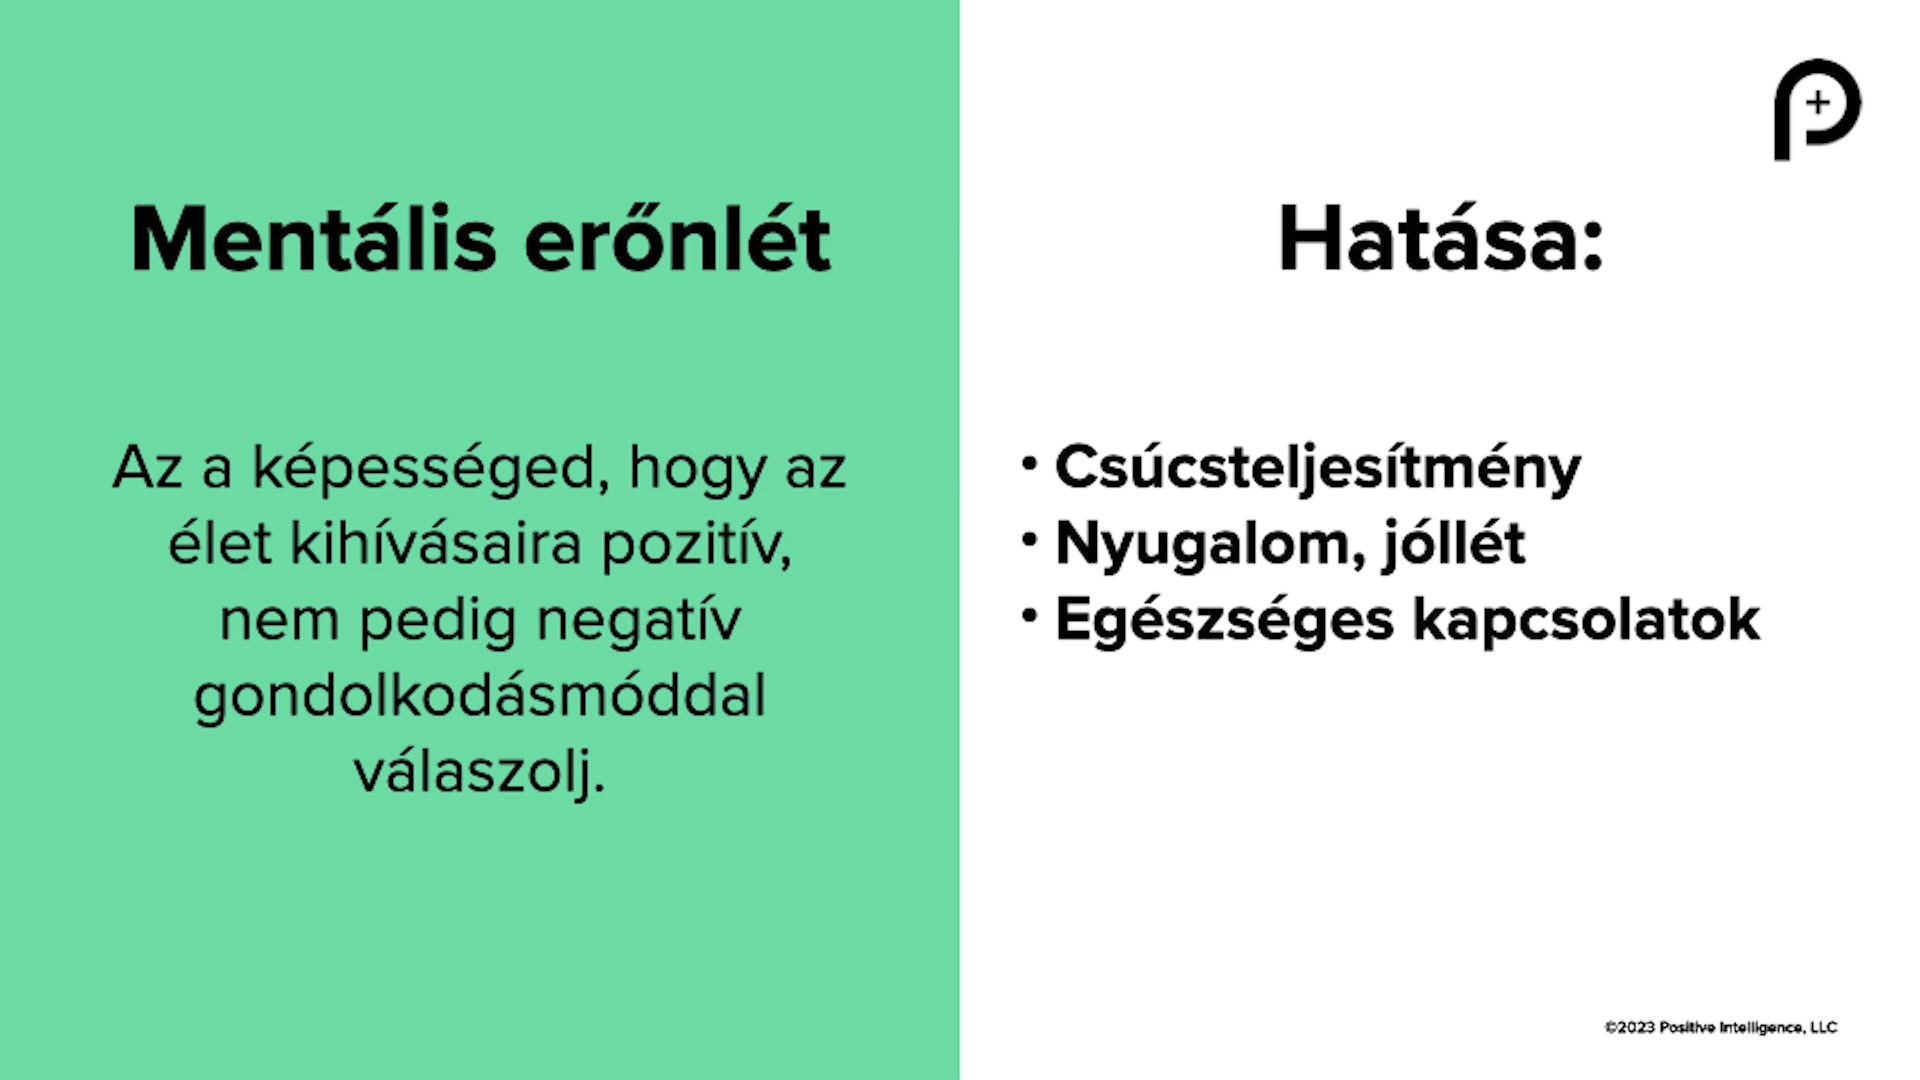 Mentális erőnlét
Az a képességed, hogy az
élet kihívásaira pozitív,
nem pedig negatív
gondolkodásmóddal
válaszolj.
Hatása:
• Csúcsteljesítmény
• Nyugalom, jóllét
• Egészséges kapcsolatok
©2023 Positive Intelligence, LLC